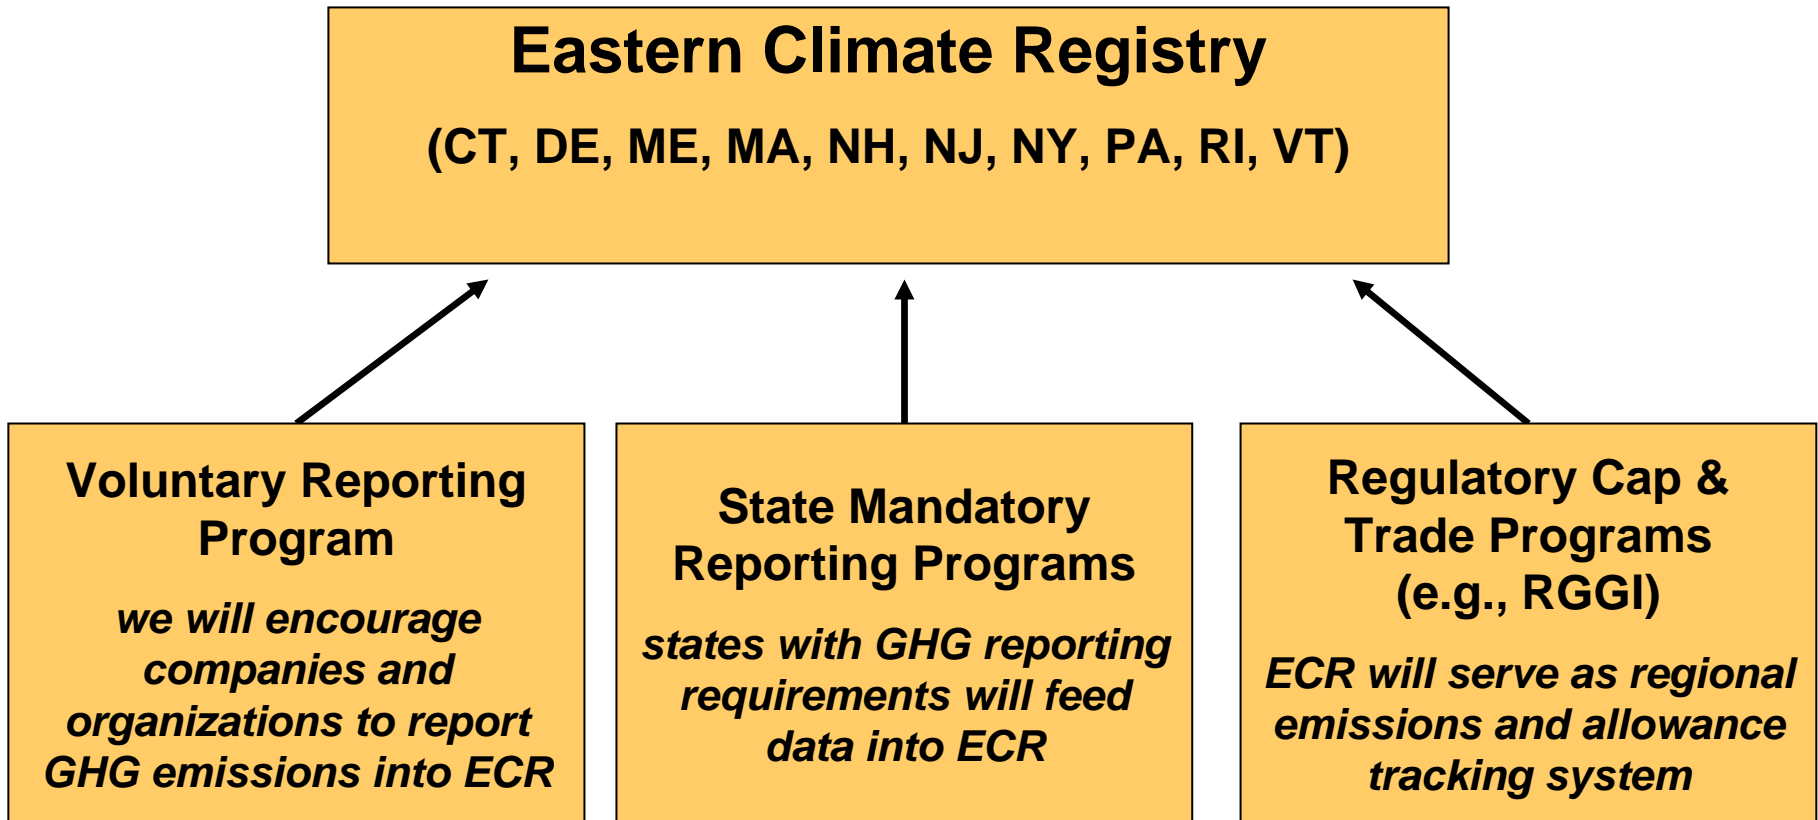 Eastern Climate Registry
(CT, DE, ME, MA, NH, NJ, NY, PA, RI, VT)
Voluntary Reporting
Program
we will encourage
companies and
organizations to report
GHG emissions into ECR
State Mandatory
Reporting Programs
states with GHG reporting
requirements will feed
data into ECR
Regulatory Cap &
Trade Programs
(e.g., RGGI)
ECR will serve as regional
emissions and allowance
tracking system